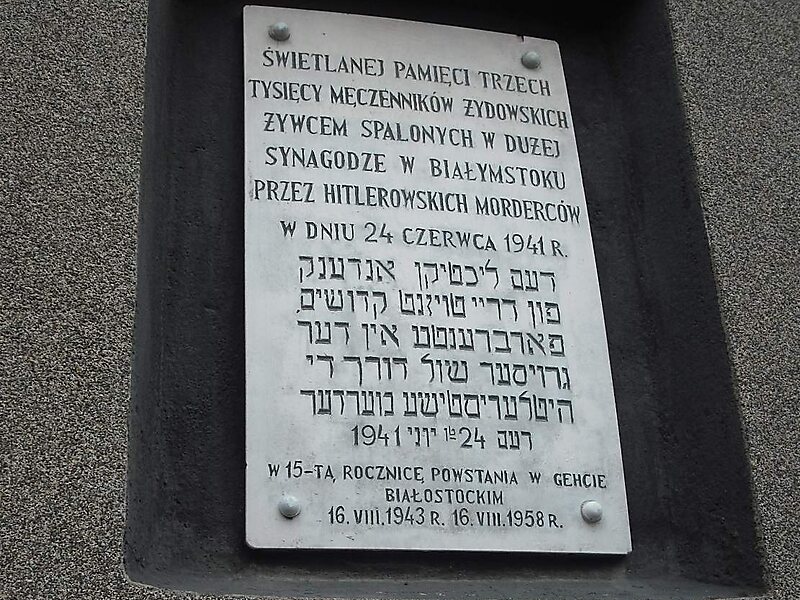 ŚWIETLANEJ PAMIĘCI TRZECH
TYSIĘCY MĘCZENNIKÓW ŻYDOWSKICH
ŻYWCEM SPALONYCH W DUŻEJ
SYNAGODZE W BIAŁYMSTOKU
PRZEZ HITLEROWSKICH MORDERCÓW
W DNIU 24 CZERWCA 1941 R.
דעם ליכטיקן אנדענק
פון דריי טויזנט קדושים,
פארברענטע אין דער
גרויסער שול דורך די
היטלעריסטישע מערדער
דעם 24טן יוני 1941
W 15-TĄ ROCZNICĘ POWSTANIA W GEHCIE
BIAŁOSTOCKIM
16.VIII.1943 R. 16.VIII.1958 R.